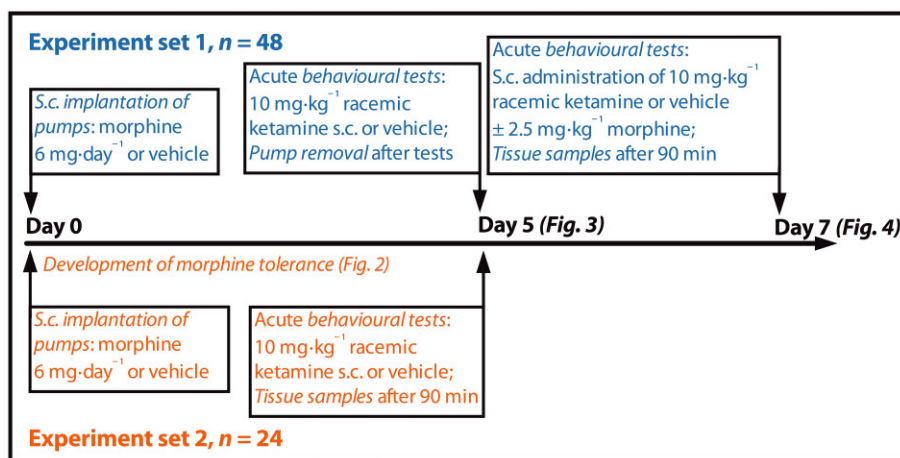 Experiment set 1, n = 48
S.c. implantation of
pumps: morphine
6 mg·day⁻¹ or vehicle
Acute behavioural tests:
10 mg·kg⁻¹ racemic
ketamine s.c. or vehicle;
Pump removal after tests
Acute behavioural tests:
S.c. administration of 10 mg·kg⁻¹
racemic ketamine or vehicle
± 2.5 mg·kg⁻¹ morphine;
Tissue samples after 90 min
Day 0
Day 5 (Fig. 3)
Day 7 (Fig. 4)
Development of morphine tolerance (Fig. 2)
S.c. implantation of
pumps: morphine
6 mg·day⁻¹ or vehicle
Acute behavioural tests:
10 mg·kg⁻¹ racemic
ketamine s.c. or vehicle;
Tissue samples after 90 min
Experiment set 2, n = 24